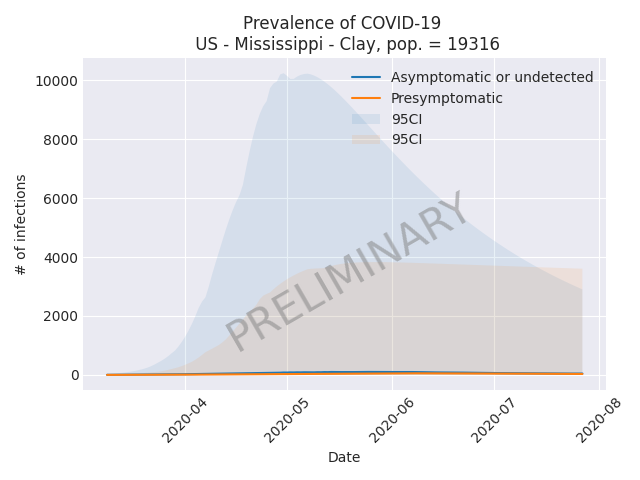 Prevalence of COVID-19
US - Mississippi - Clay, pop. = 19316
Asymptomatic or undetected
Presymptomatic
95CI
95CI
10000
8000
6000
4000
2000
0
# of infections
PRELIMINARY
2020-04
2020-05
2020-06
2020-07
2020-08
Date